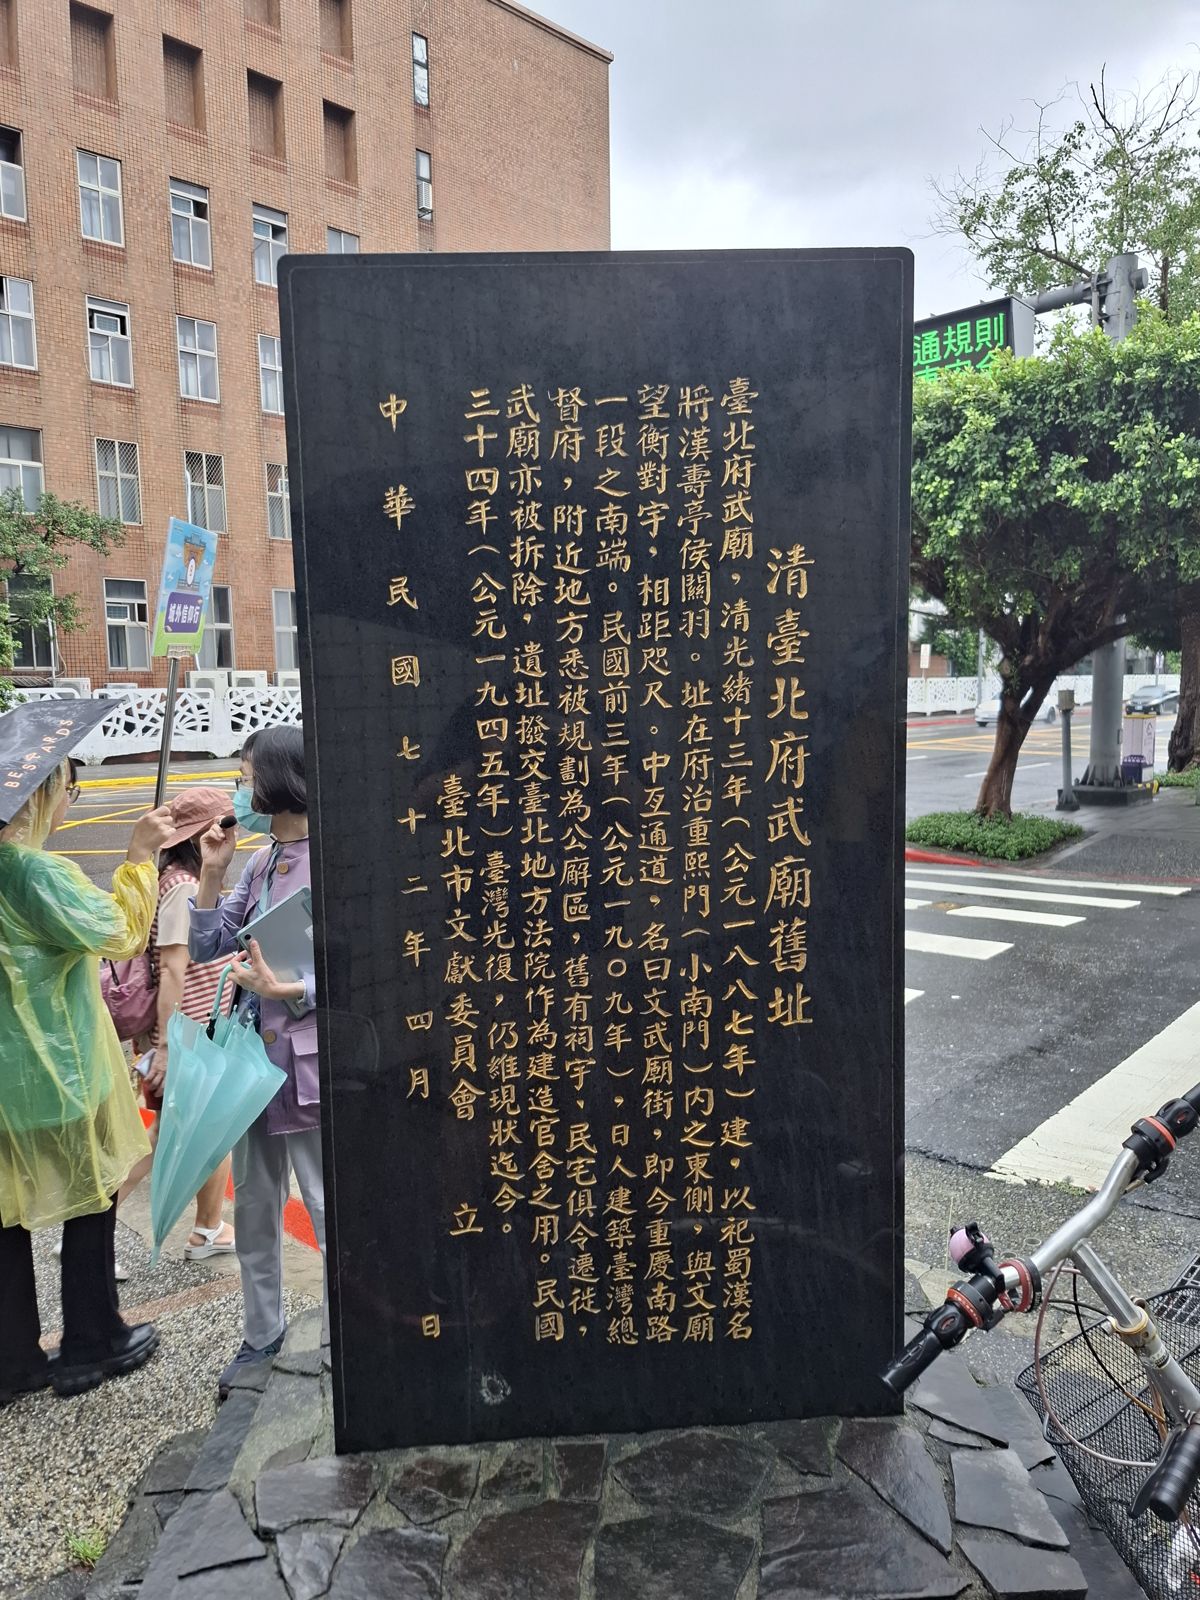 清臺北府武廟舊址
臺北府武廟，清光緒十三年（公元一八八七年）建，以祀蜀漢名
將漢壽亭侯關羽。址在府治重熙門（小南門）內之東側，與文廟
望衡對宇，相距咫尺。中亙通道，名曰文武廟街，即今重慶南路
一段之南端。民國前三年（公元一九〇九年），日人建築臺灣總
督府，附近地方悉被規劃為公廨區，舊有祠宇、民宅俱令遷徙，
武廟亦被拆除，遺址撥交臺北地方法院作為建造官舍之用。民國
三十四年（公元一九四五年）臺灣光復，仍維現狀迄今。
臺北市文獻委員會 立
中華民國七十二年四月 日
通規則
城外信仰行
BESTARDS